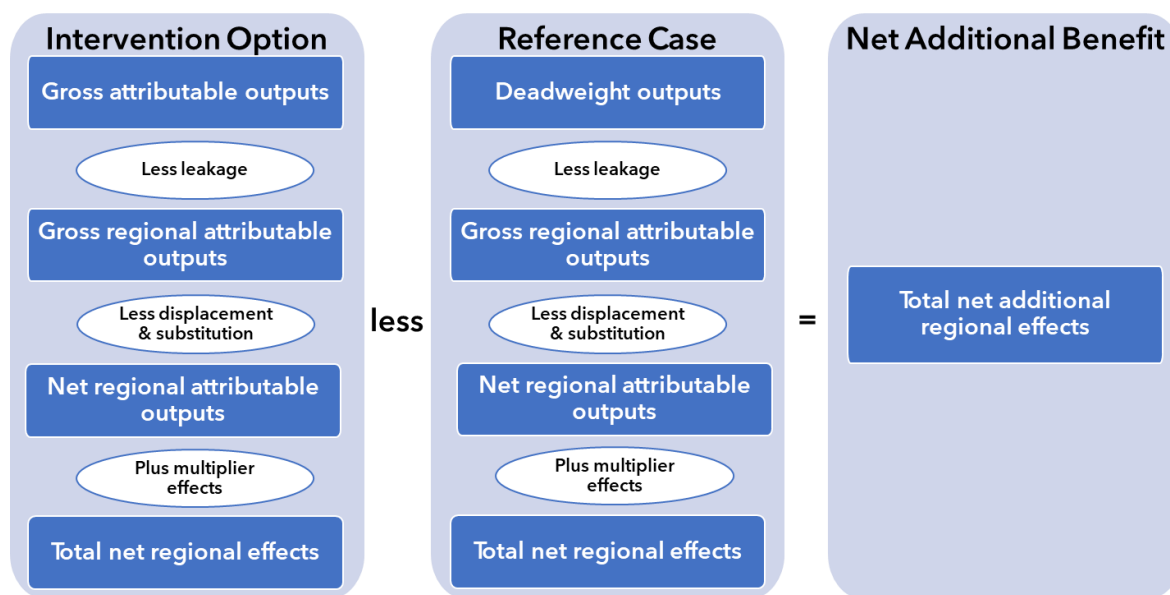 Intervention Option
Gross attributable outputs
Less leakage
Gross regional attributable
outputs
Less displacement
& substitution
Net regional attributable
outputs
Plus multiplier
effects
Total net regional effects
less
Reference Case
Deadweight outputs
Less leakage
Gross regional attributable
outputs
Less displacement
& substitution
Net regional attributable
outputs
Plus multiplier
effects
Total net regional effects
=
Net Additional Benefit
Total net additional
regional effects